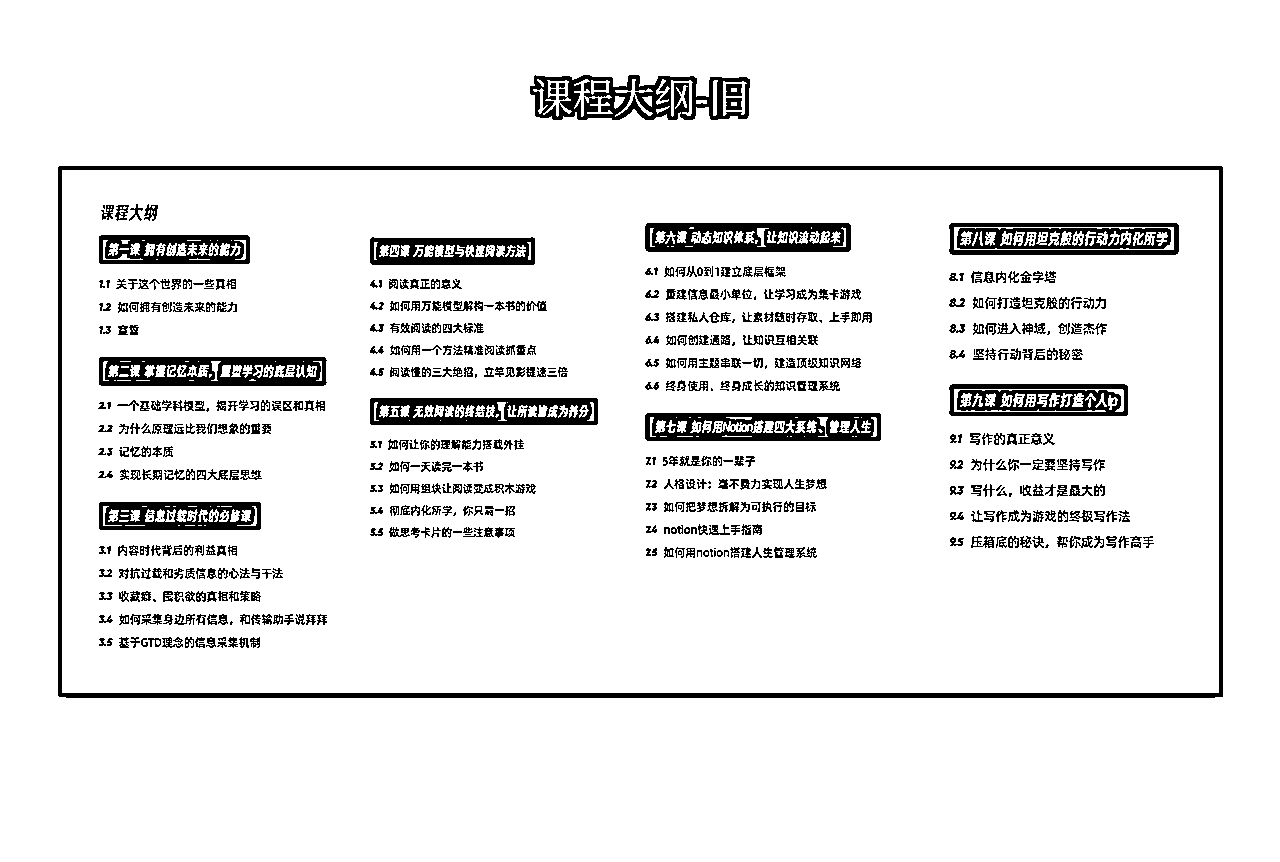 课程大纲-旧
课程大纲
第一课 拥有创造未来的能力
1.1 关于这个世界的一些真相
1.2 如何拥有创造未来的能力
1.3 宣誓
第二课 掌握记忆本质，重塑学习的底层认知
2.1 一个基础学科模型，揭开学习的误区和真相
2.2 为什么原理远比我们想象的重要
2.3 记忆的本质
2.4 实现长期记忆的四大底层思维
第三课 信息过载时代的必修课
3.1 内容时代背后的利益真相
3.2 对抗过载和劣质信息的心法与干法
3.3 收藏癖、囤积欲的真相和策略
3.4 如何采集身边所有信息，和传输助手说拜拜
3.5 基于GTD理念的信息采集机制
第四课 万能模型与快速阅读方法
4.1 阅读真正的意义
4.2 如何用万能模型解构一本书的价值
4.3 有效阅读的四大标准
4.4 如何用一个方法精准阅读抓重点
4.5 阅读慢的三大绝招，立竿见影提速三倍
第五课 无效阅读的终结技，让所读皆成为养分
5.1 如何让你的理解能力搭载外挂
5.2 如何一天读完一本书
5.3 如何用组块让阅读变成积木游戏
5.4 彻底内化所学，你只需一招
5.5 做思考卡片的一些注意事项
第六课 动态知识体系，让知识流动起来
6.1 如何从0到1建立底层框架
6.2 重建信息最小单位，让学习成为集卡游戏
6.3 搭建私人仓库，让素材随时存取、上手即用
6.4 如何创建通路，让知识互相关联
6.5 如何用主题串联一切，建造顶级知识网络
6.6 终身使用、终身成长的知识管理系统
第七课 如何用Notion搭建四大系统、管理人生
7.1 5年就是你的一辈子
7.2 人格设计：毫不费力实现人生梦想
7.3 如何把梦想拆解为可执行的目标
7.4 notion快速上手指南
7.5 如何用notion搭建人生管理系统
第八课 如何用坦克般的行动力内化所学
8.1 信息内化金字塔
8.2 如何打造坦克般的行动力
8.3 如何进入神域，创造杰作
8.4 坚持行动背后的秘密
第九课 如何用写作打造个人ip
9.1 写作的真正意义
9.2 为什么你一定要坚持写作
9.3 写什么，收益才是最大的
9.4 让写作成为游戏的终极写作法
9.5 压箱底的秘诀，帮你成为写作高手